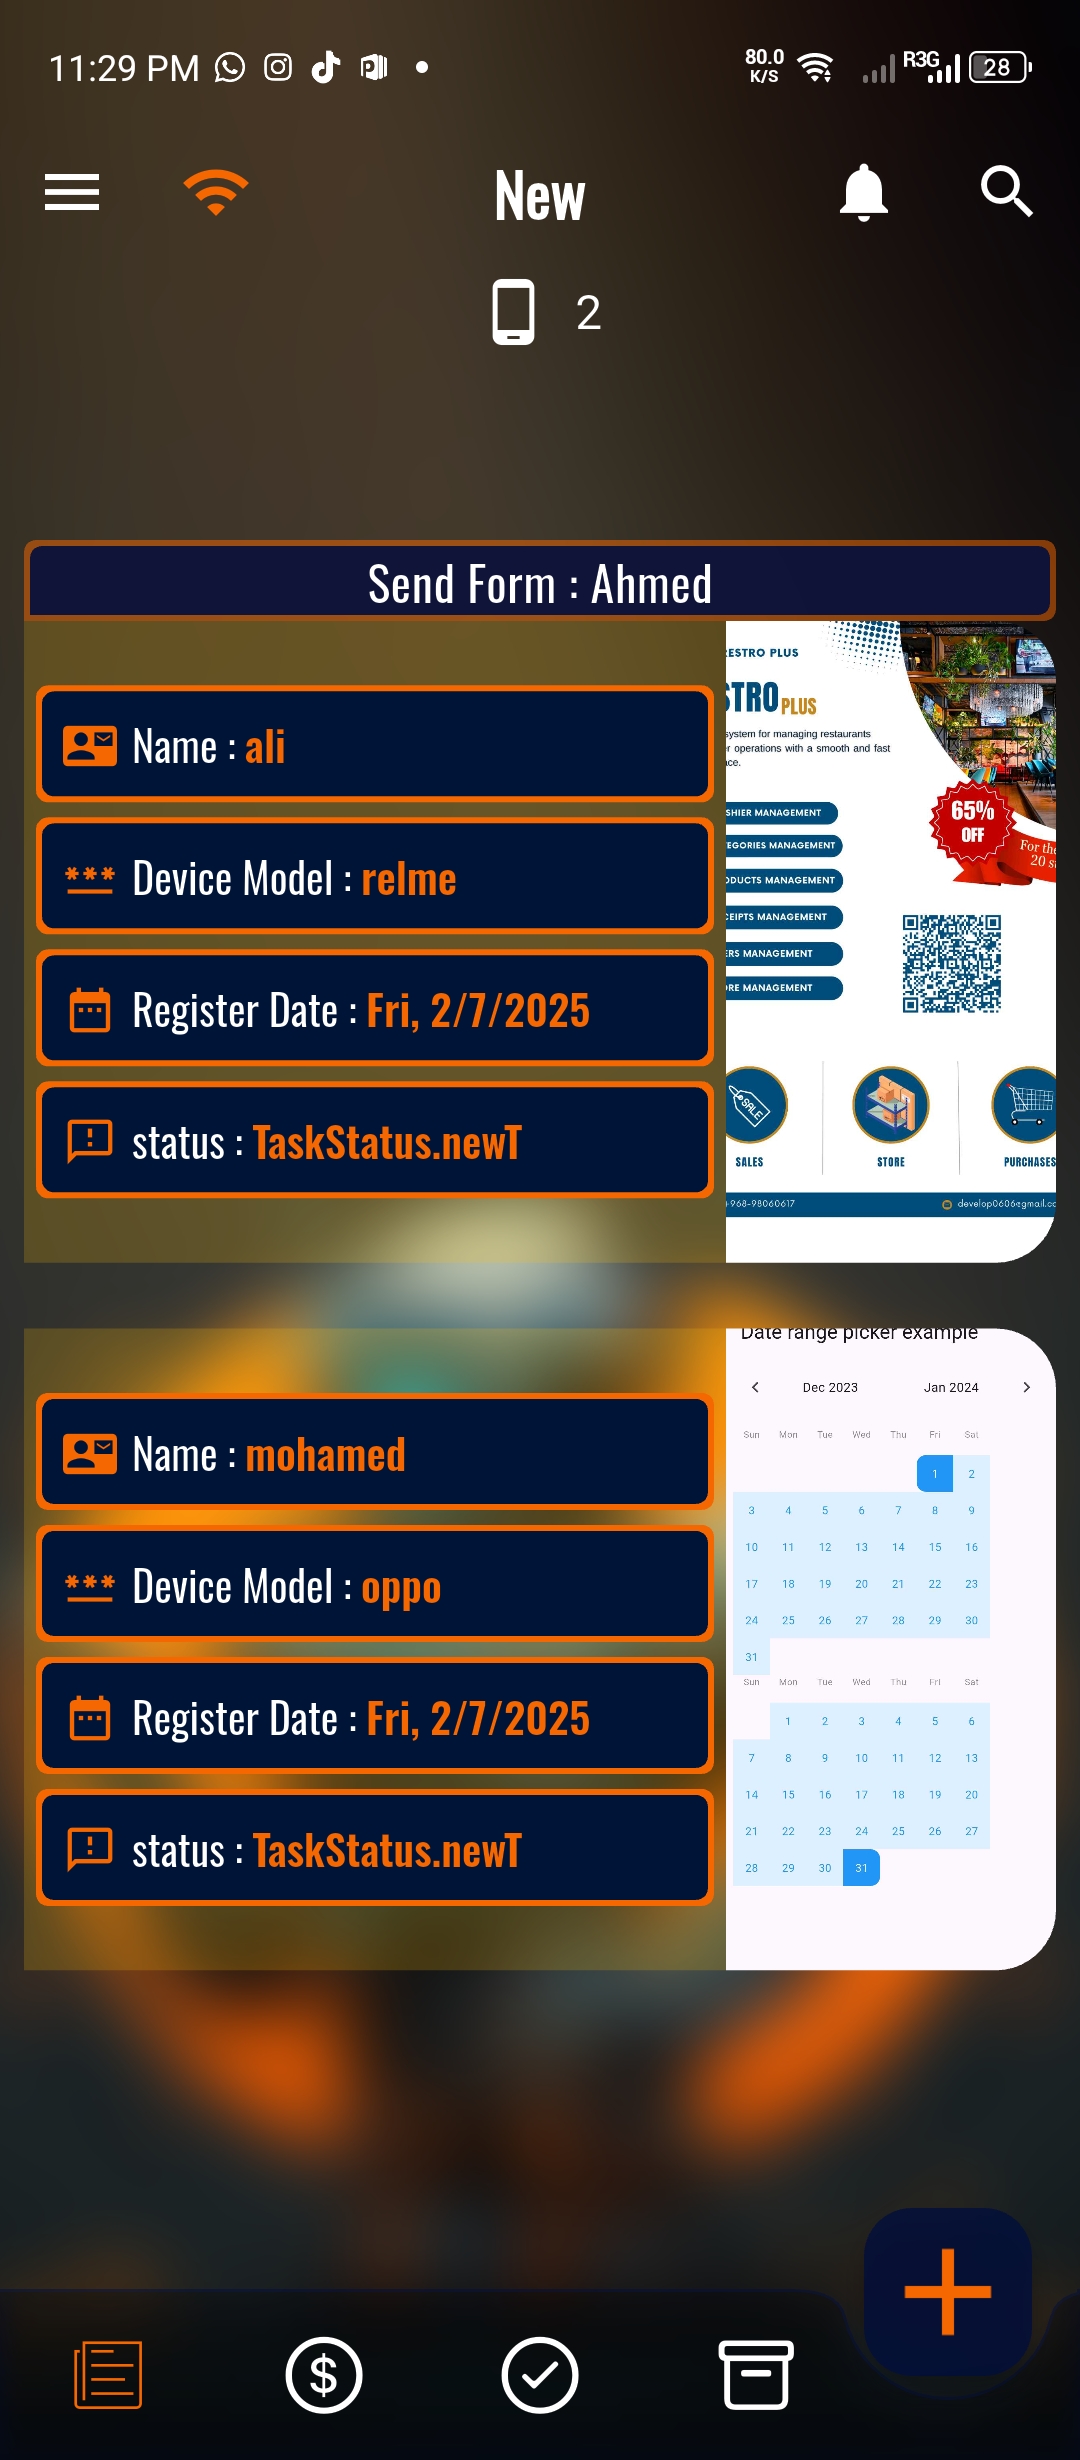 11:29 PM
80.0
K/S
R3G
28
New
2
Send Form : Ahmed
Name : ali
Device Model : relme
Register Date : Fri, 2/7/2025
status : TaskStatus.newT
ESTRO PLUS
STRO PLUS
system for managing restaurants
r operations with a smooth and fast
ace.
SHIER MANAGEMENT
EGORIES MANAGEMENT
DUCTS MANAGEMENT
CEIPTS MANAGEMENT
ERS MANAGEMENT
ORE MANAGEMENT
65%
OFF
For the
20 s
SALE
SALES
STORE
PURCHASES
968-98060617
develop0606@gmail.co
Date range picker example
Dec 2023
Jan 2024
Sun Mon Tue Wed Thu Fri Sat
1 2
3 4 5 6 7 8 9
10 11 12 13 14 15 16
17 18 19 20 21 22 23
24 25 26 27 28 29 30
31
Sun Mon Tue Wed Thu Fri Sat
1 2 3 4 5 6
7 8 9 10 11 12 13
14 15 16 17 18 19 20
21 22 23 24 25 26 27
28 29 30 31
Name : mohamed
Device Model : oppo
Register Date : Fri, 2/7/2025
status : TaskStatus.newT